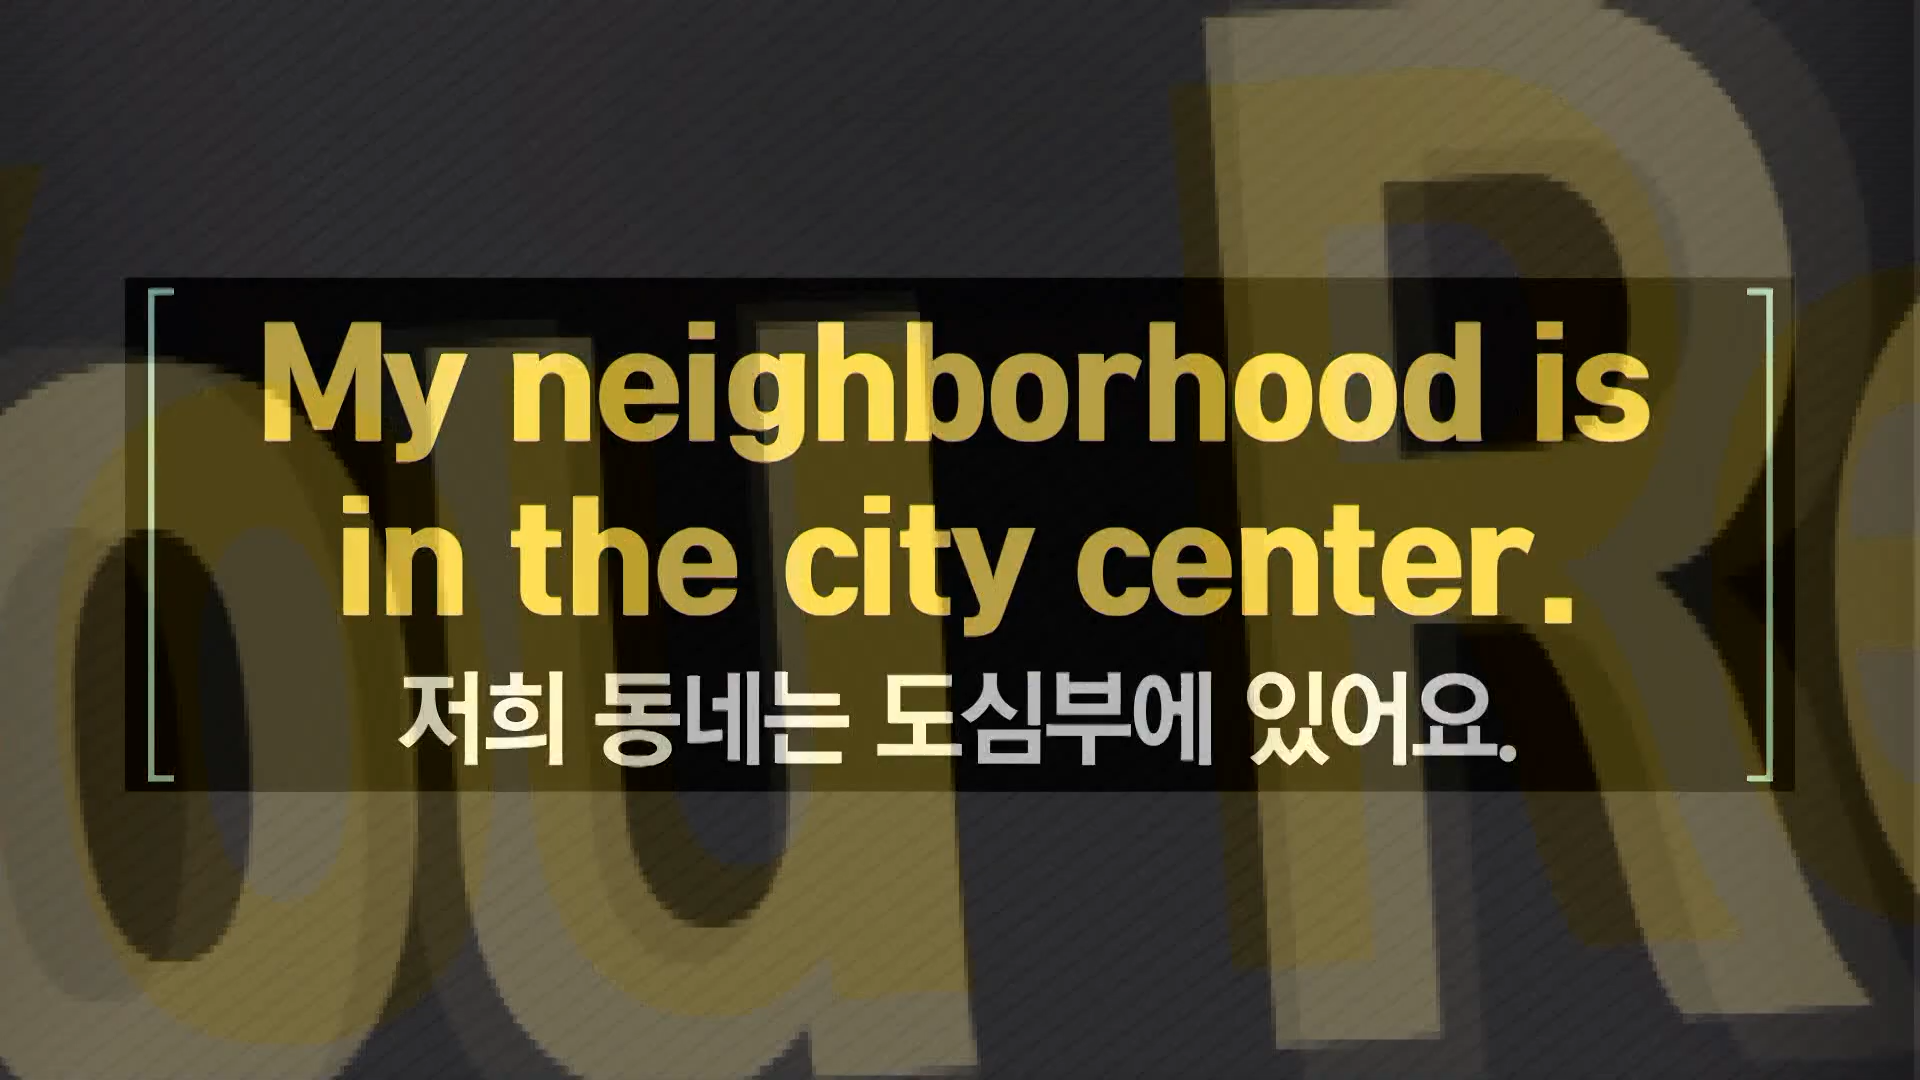 My neighborhood is
in the city center.
저희 동네는 도심부에 있어요.